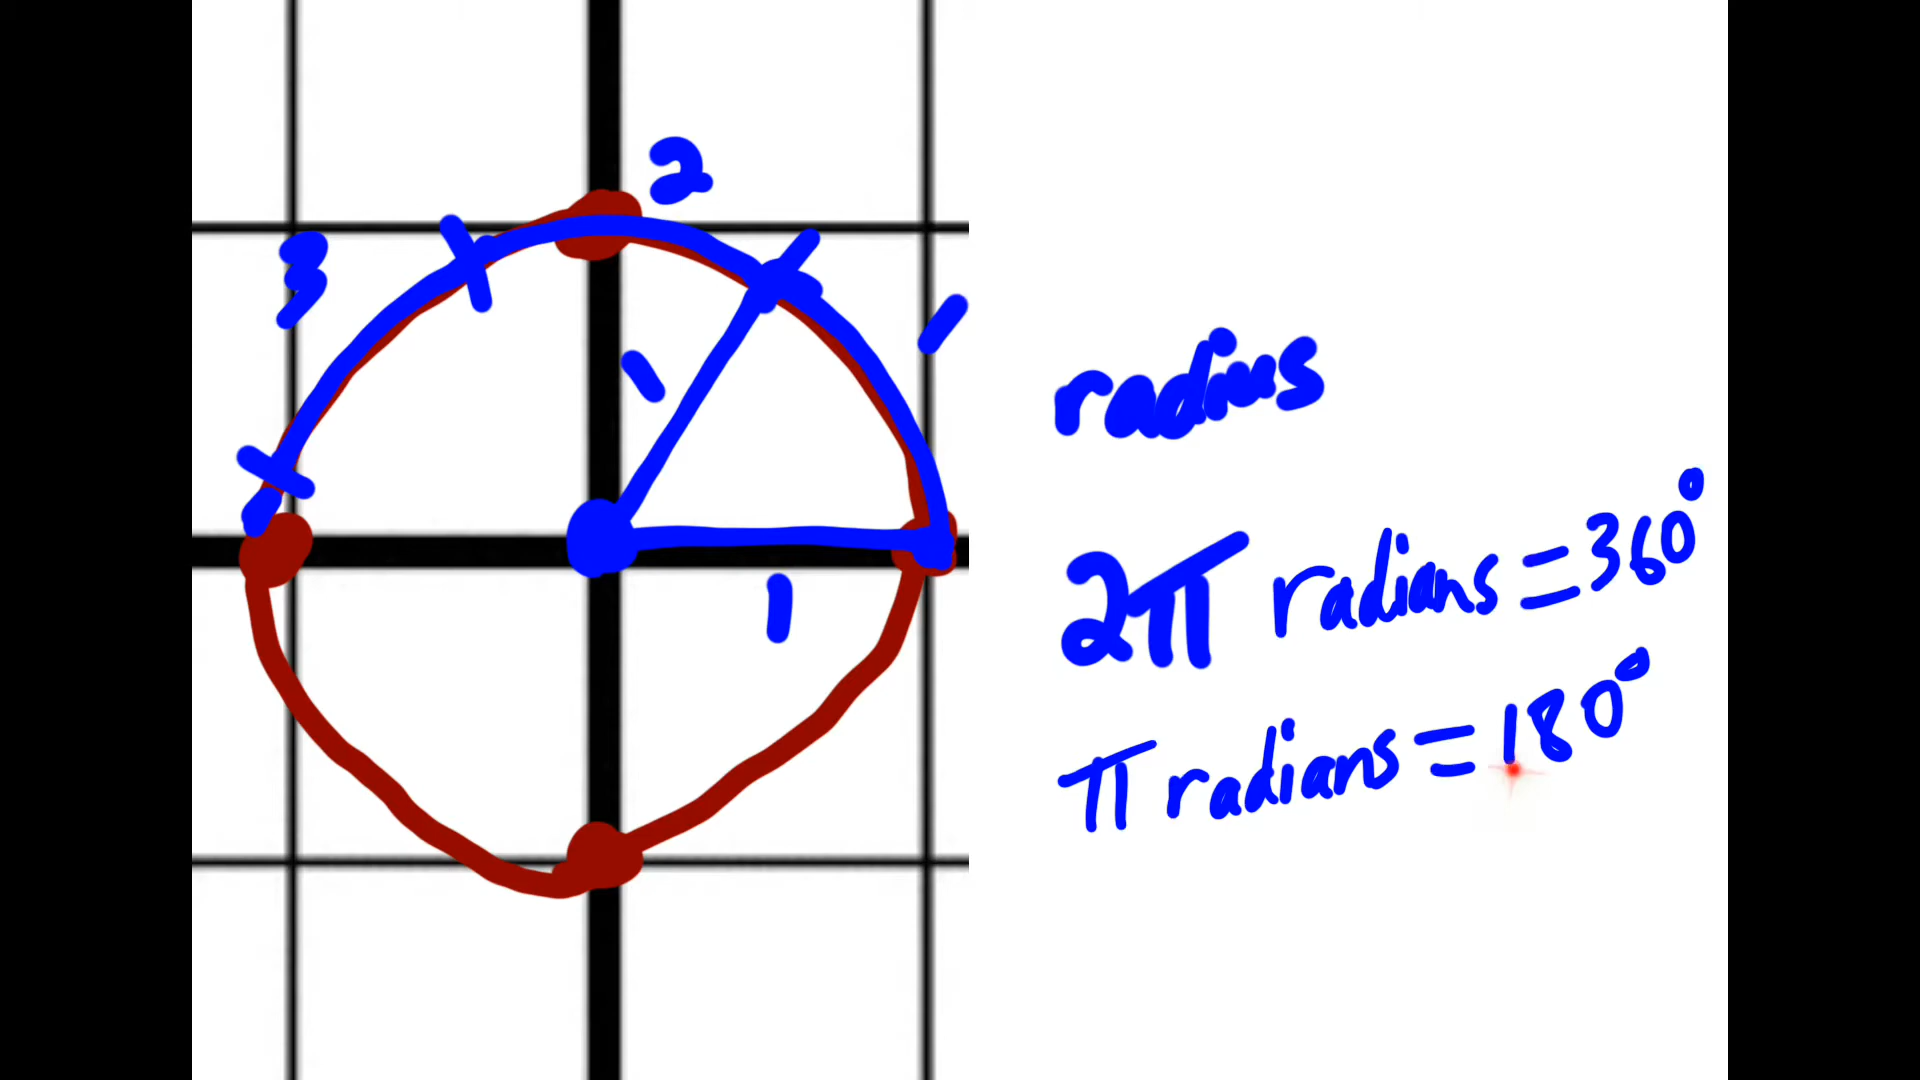 2
3
1
1
radius
2π radians = 360°
1
π radians = 180°